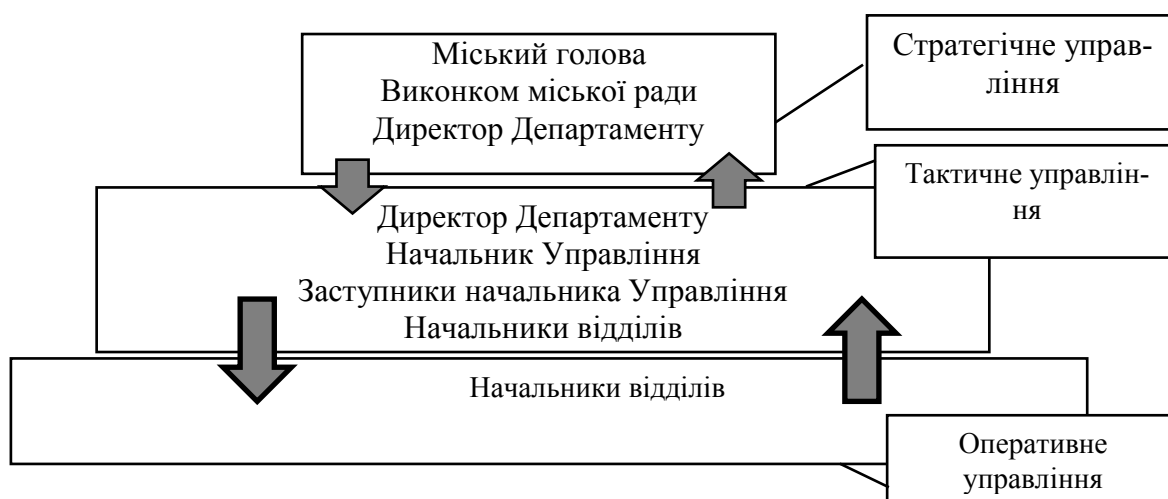 Міський голова
Виконком міської ради
Директор Департаменту
Стратегічне управ-
ління
Тактичне управлін-
ня
Директор Департаменту
Начальник Управління
Заступники начальника Управління
Начальники відділів
Начальники відділів
Оперативне
управління